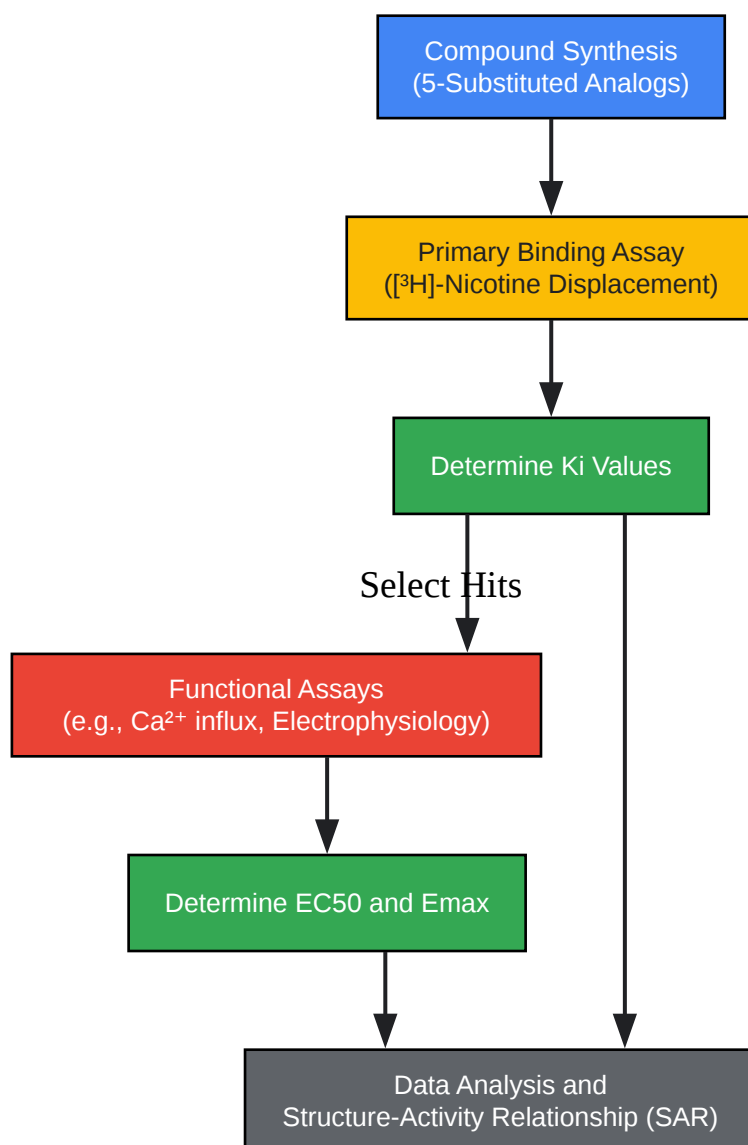 Compound Synthesis
(5-Substituted Analogs)
Primary Binding Assay
([³H]-Nicotine Displacement)
Determine Ki Values
Select Hits
Functional Assays
(e.g., Ca²⁺ influx, Electrophysiology)
Determine EC50 and Emax
Data Analysis and
Structure-Activity Relationship (SAR)